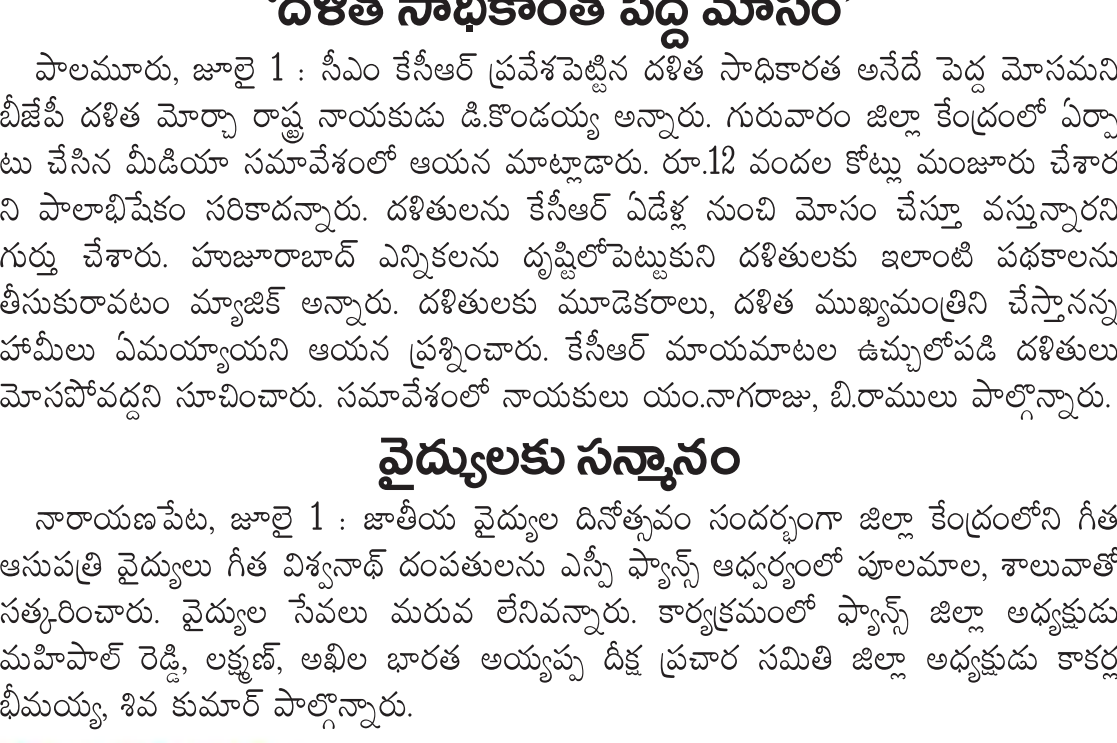 'దళిత సాధికారత పెద్ద మోసం'
పాలమూరు, జూలై 1 : సీఎం కేసీఆర్ ప్రవేశపెట్టిన దళిత సాధికారత అనేదే పెద్ద మోసమని
బీజేపీ దళిత మోర్చా రాష్ట్ర నాయకుడు డి.కొండయ్య అన్నారు. గురువారం జిల్లా కేంద్రంలో ఏర్పా
టు చేసిన మీడియా సమావేశంలో ఆయన మాట్లాడారు. రూ.12 వందల కోట్లు మంజూరు చేశార
ని పాలాభిషేకం సరికాదన్నారు. దళితులను కేసీఆర్ ఏడేళ్ల నుంచి మోసం చేస్తూ వస్తున్నారని
గుర్తు చేశారు. హుజూరాబాద్ ఎన్నికలను దృష్టిలోపెట్టుకుని దళితులకు ఇలాంటి పథకాలను
తీసుకురావటం మ్యాజిక్ అన్నారు. దళితులకు మూడెకరాలు, దళిత ముఖ్యమంత్రిని చేస్తానన్న
హామీలు ఏమయ్యాయని ఆయన ప్రశ్నించారు. కేసీఆర్ మాయమాటల ఉచ్చులోపడి దళితులు
మోసపోవద్దని సూచించారు. సమావేశంలో నాయకులు యం.నాగరాజు, బి.రాములు పాల్గొన్నారు.
వైద్యులకు సన్మానం
నారాయణపేట, జూలై 1 : జాతీయ వైద్యుల దినోత్సవం సందర్భంగా జిల్లా కేంద్రంలోని గీత
ఆసుపత్రి వైద్యులు గీత విశ్వనాథ్ దంపతులను ఎస్పీ ఫ్యాన్స్ ఆధ్వర్యంలో పూలమాల, శాలువాతో
సత్కరించారు. వైద్యుల సేవలు మరువ లేనివన్నారు. కార్యక్రమంలో ఫ్యాన్స్ జిల్లా అధ్యక్షుడు
మహిపాల్ రెడ్డి, లక్ష్మణ్, అఖిల భారత అయ్యప్ప దీక్ష ప్రచార సమితి జిల్లా అధ్యక్షుడు కాకర్ల
భీమయ్య, శివ కుమార్ పాల్గొన్నారు.